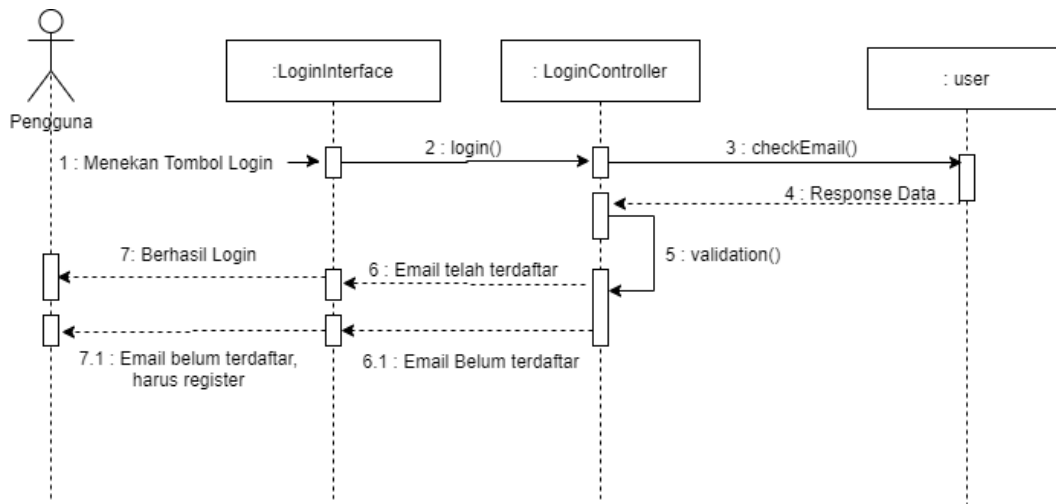 :LoginInterface
: LoginController
: user
Pengguna
1 : Menekan Tombol Login
2 : login()
3 : checkEmail()
4 : Response Data
5 : validation()
7: Berhasil Login
6 : Email telah terdaftar
7.1 : Email belum terdaftar,
harus register
6.1 : Email Belum terdaftar